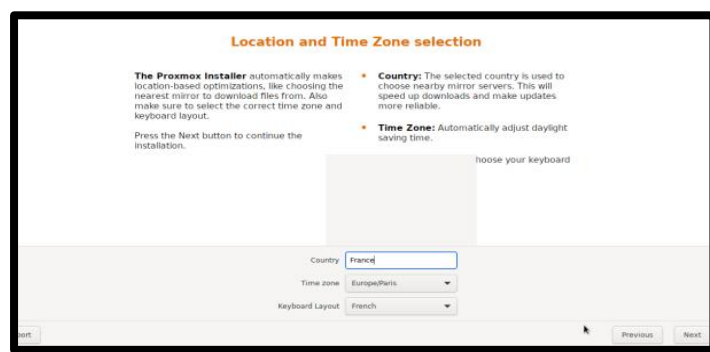 Location and Time Zone selection
The Proxmox Installer automatically makes
location-based optimizations, like choosing the
nearest mirror to download files from. Also
make sure to select the correct time zone and
keyboard layout.
Press the Next button to continue the
installation.
• Country: The selected country is used to
choose nearby mirror servers. This will
speed up downloads and make updates
more reliable.
• Time Zone: Automatically adjust daylight
saving time.
hoose your keyboard
Country France
Time zone Europe/Paris
Keyboard Layout French
ort Previous Next